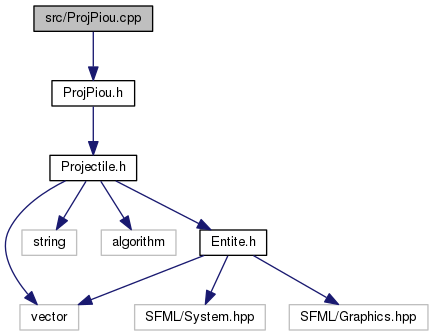 src/ProjPiou.cpp
ProjPiou.h
Projectile.h
string
algorithm
Entite.h
vector
SFML/System.hpp
SFML/Graphics.hpp